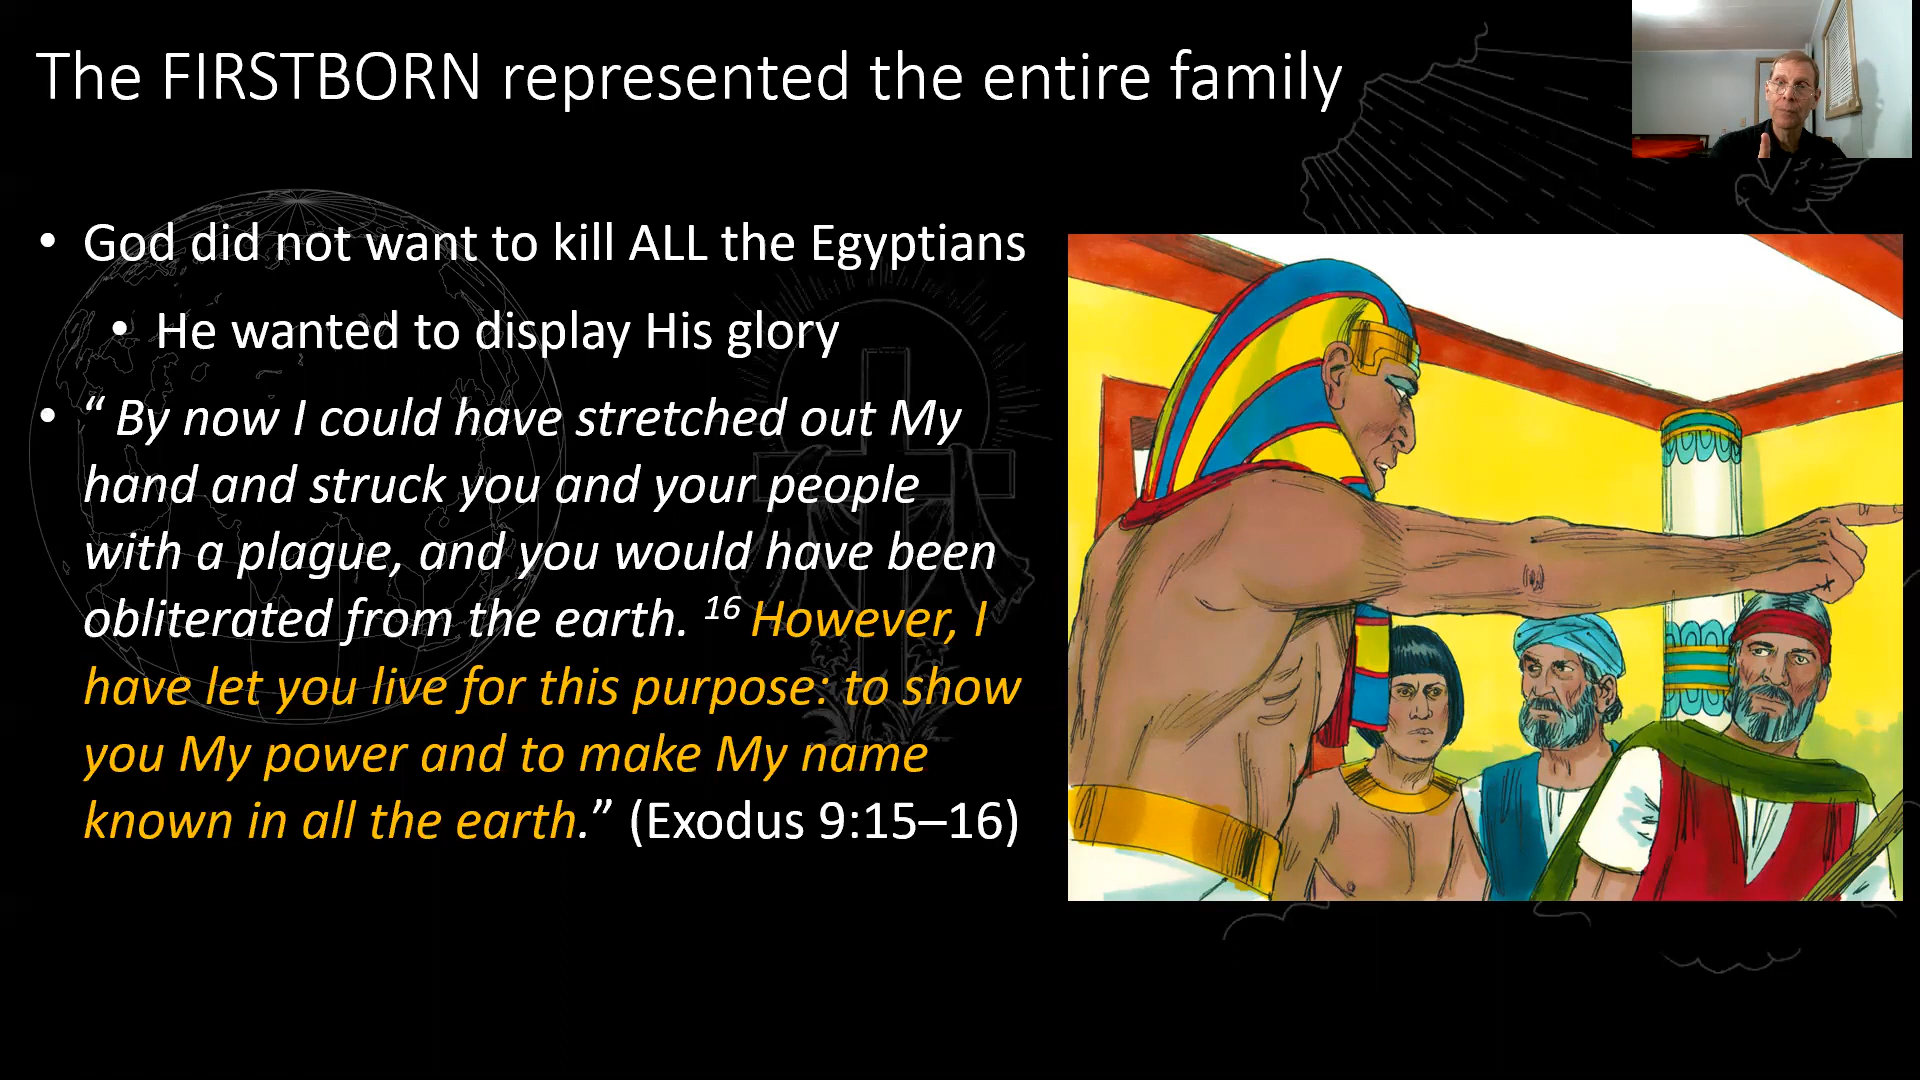 The FIRSTBORN represented the entire family
• God did not want to kill ALL the Egyptians
• He wanted to display His glory
• “ By now I could have stretched out My
hand and struck you and your people
with a plague, and you would have been
obliterated from the earth. 16 However, I
have let you live for this purpose: to show
you My power and to make My name
known in all the earth.” (Exodus 9:15–16)